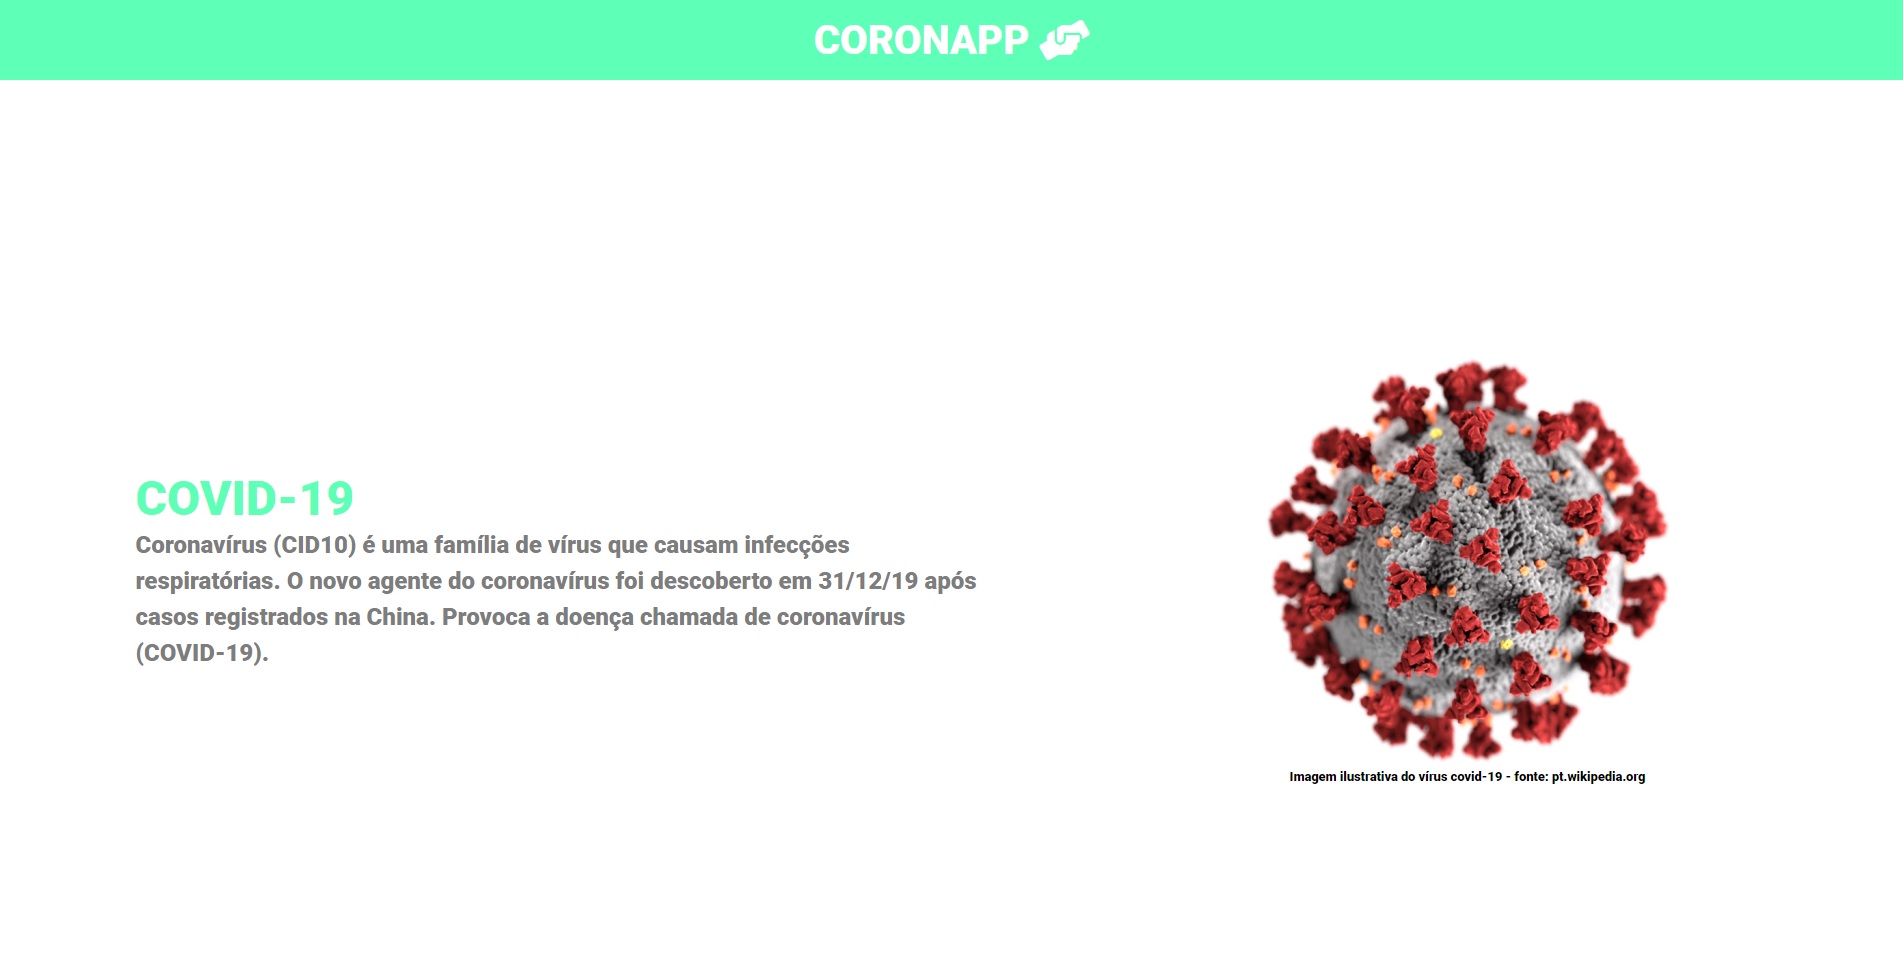 CORONAPP
COVID-19
Coronavírus (CID10) é uma família de vírus que causam infecções
respiratórias. O novo agente do coronavírus foi descoberto em 31/12/19 após
casos registrados na China. Provoca a doença chamada de coronavírus
(COVID-19).
Imagem ilustrativa do vírus covid-19 - fonte: pt.wikipedia.org